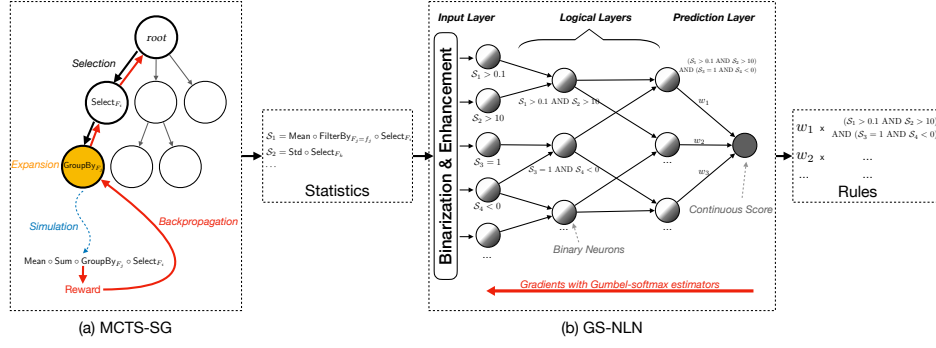 root
Selection
Select_{F_i}
Expansion
GroupBy_{F_j}
Simulation
Backpropagation
Mean ∘ Sum ∘ GroupBy_{F_j} ∘ Select_{F_i}
Reward
(a) MCTS-SG
S_1 = Mean ∘ FilterBy_{F_j=f_j} ∘ Select_{F_i}
S_2 = Std ∘ Select_{F_k}
...
Statistics
Binarization & Enhancement
Input Layer
Logical Layers
Prediction Layer
S_1 > 0.1
S_2 > 10
S_3 = 1
S_4 < 0
...
S_1 > 0.1 AND S_2 > 10
S_3 = 1 AND S_4 < 0
...
Binary Neurons
(S_1 > 0.1 AND S_2 > 10)
AND (S_3 = 1 AND S_4 < 0)
...
...
w_1
w_2
w_3
Continuous Score
Gradients with Gumbel-softmax estimators
(b) GS-NLN
w_1 × (S_1 > 0.1 AND S_2 > 10)
AND (S_3 = 1 AND S_4 < 0)
w_2 × ...
... ...
Rules